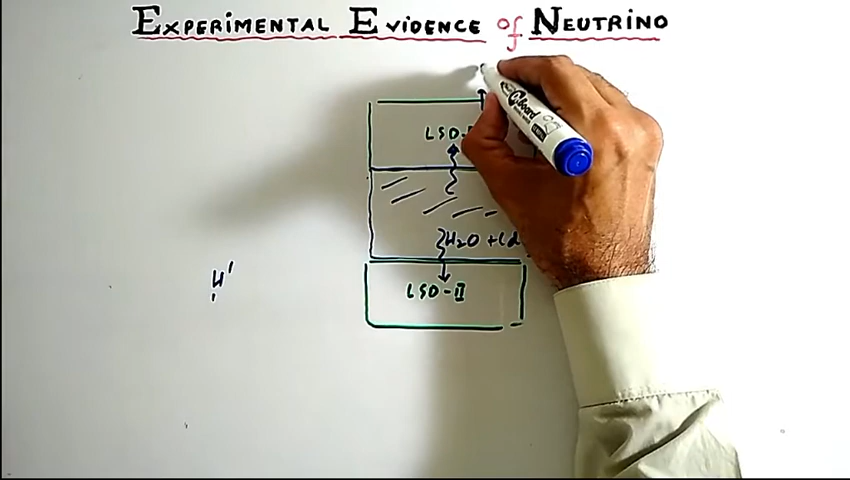 EXPERIMENTAL EVIDENCE of NEUTRINO
LSD-
H₂O + Cd
LSD-II